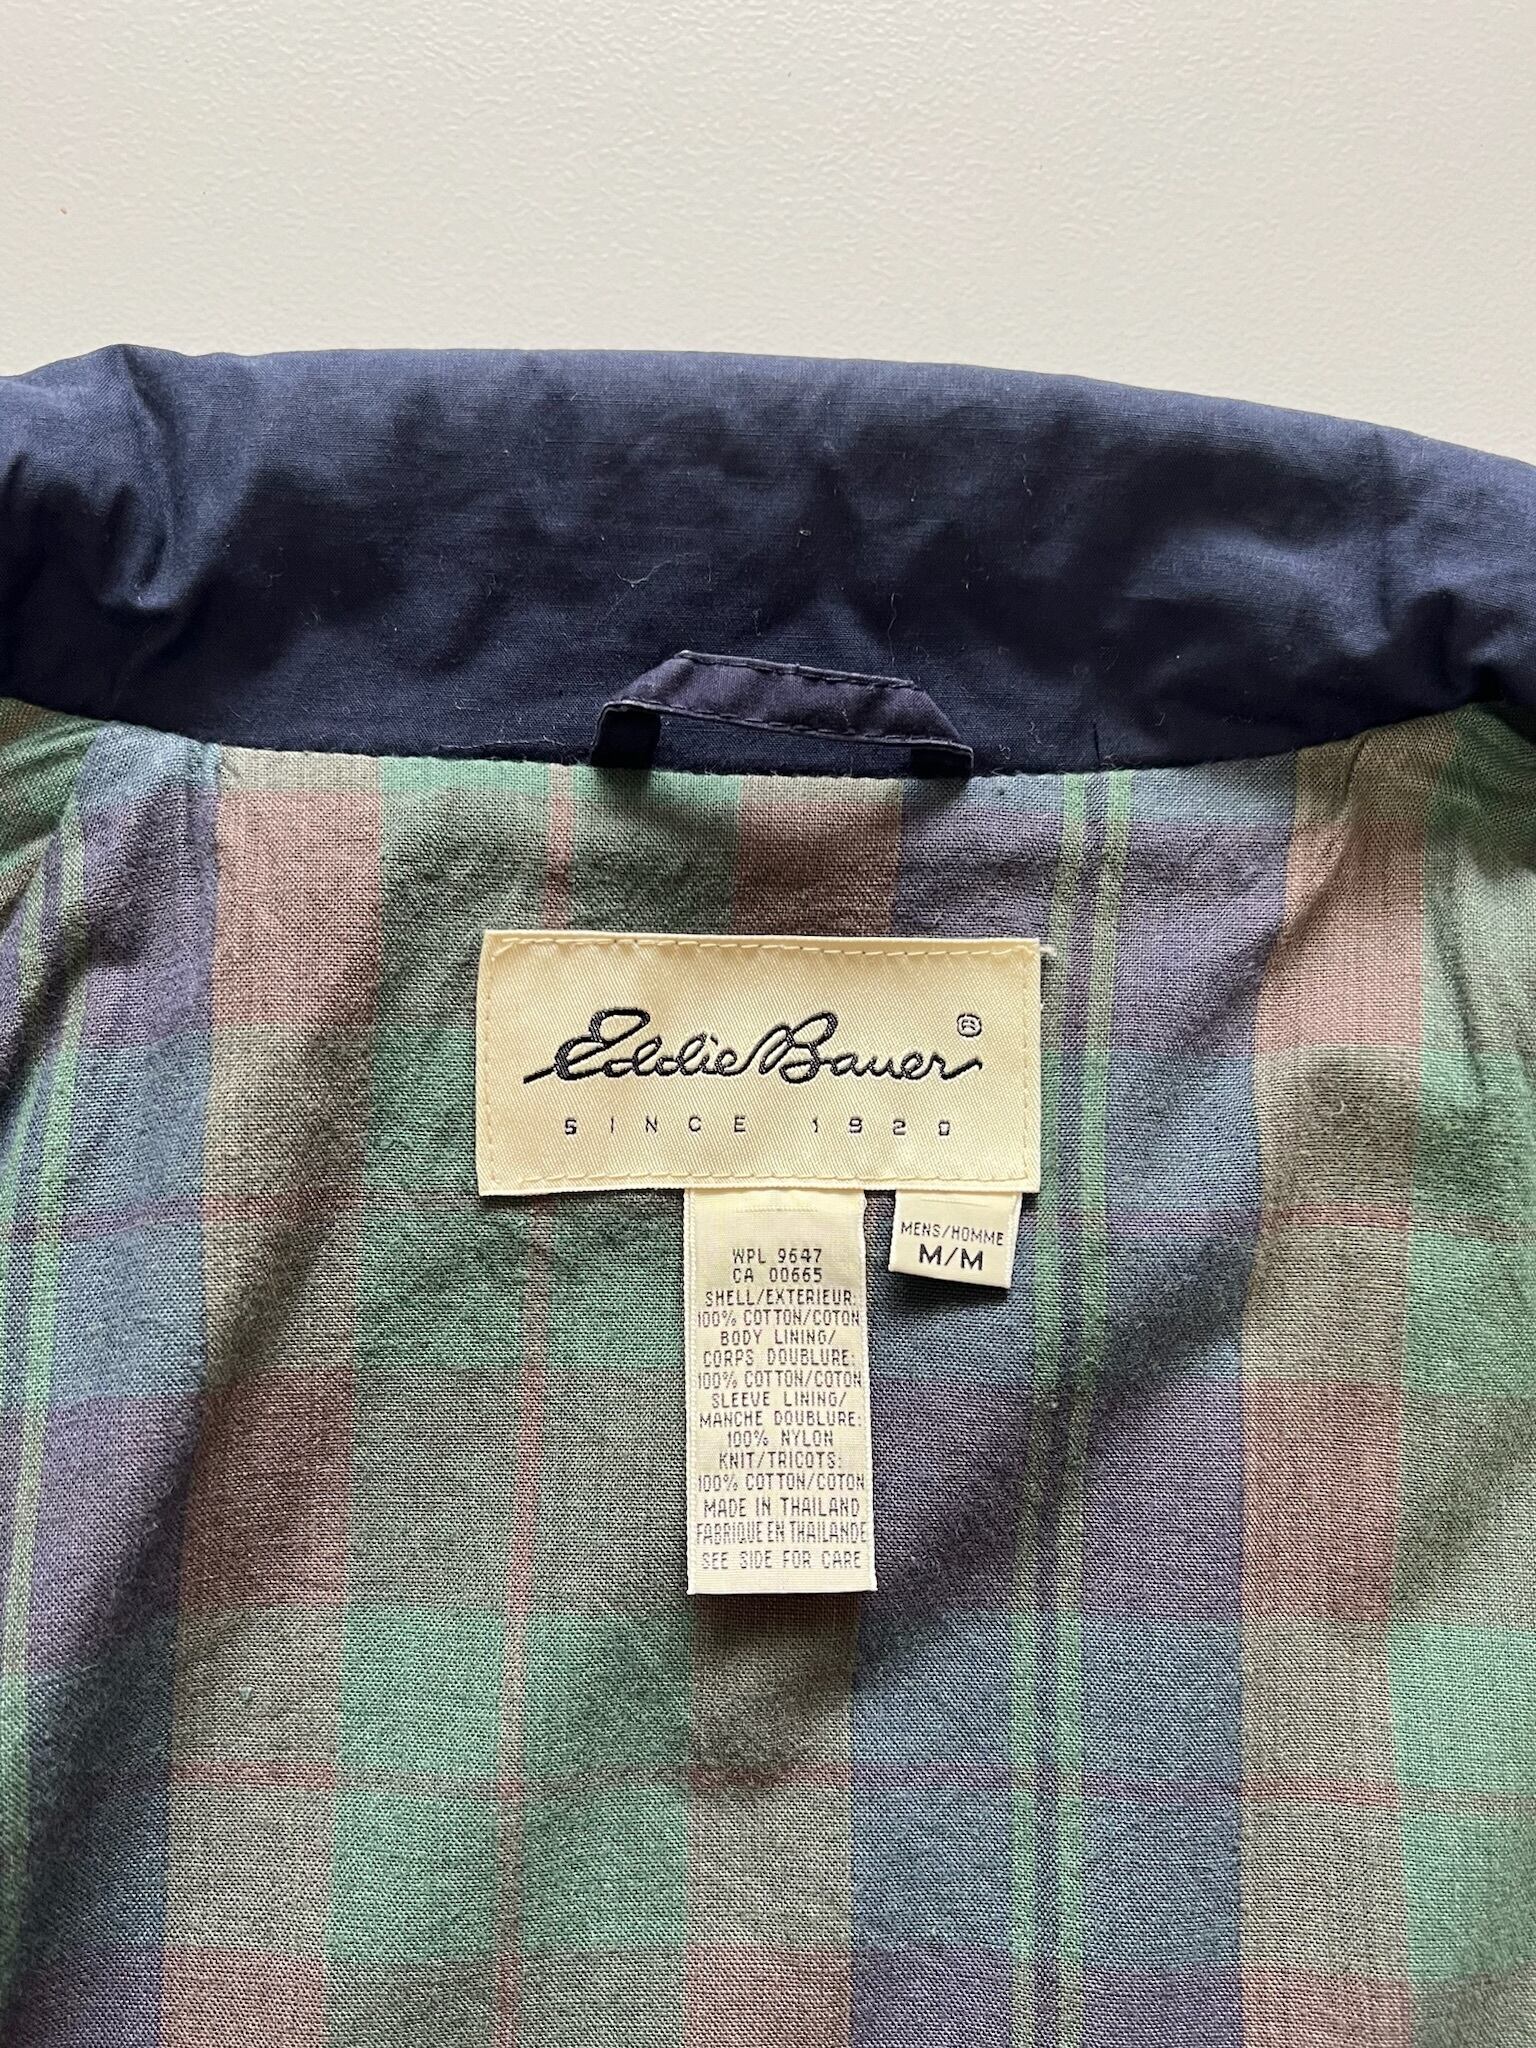 Eddie Bauer ®
SINCE 1920
MENS/HOMME
M/M
WPL 9647
CA 00665
SHELL/EXTERIEUR:
100% COTTON/COTON
BODY LINING/
CORPS DOUBLURE:
100% COTTON/COTON
SLEEVE LINING/
MANCHE DOUBLURE:
100% NYLON
KNIT/TRICOTS:
100% COTTON/COTON
MADE IN THAILAND
FABRIQUE EN THAILANDE
SEE SIDE FOR CARE